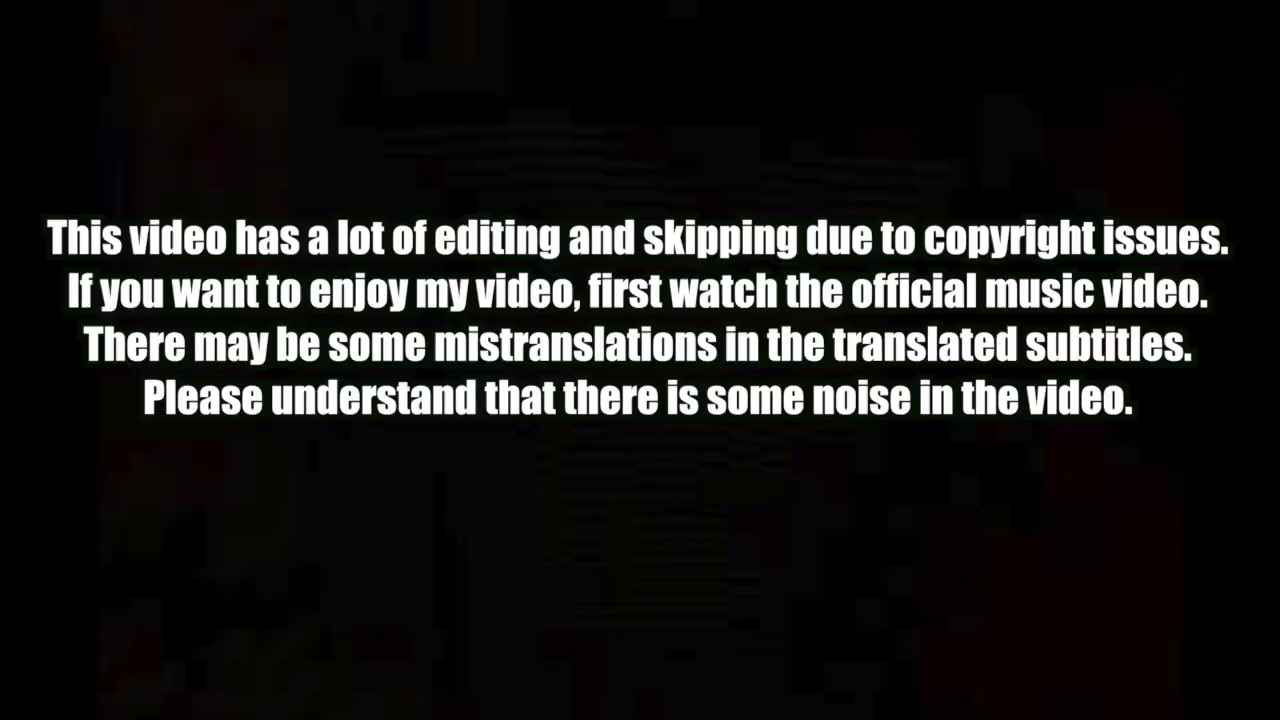 This video has a lot of editing and skipping due to copyright issues.
If you want to enjoy my video, first watch the official music video.
There may be some mistranslations in the translated subtitles.
Please understand that there is some noise in the video.